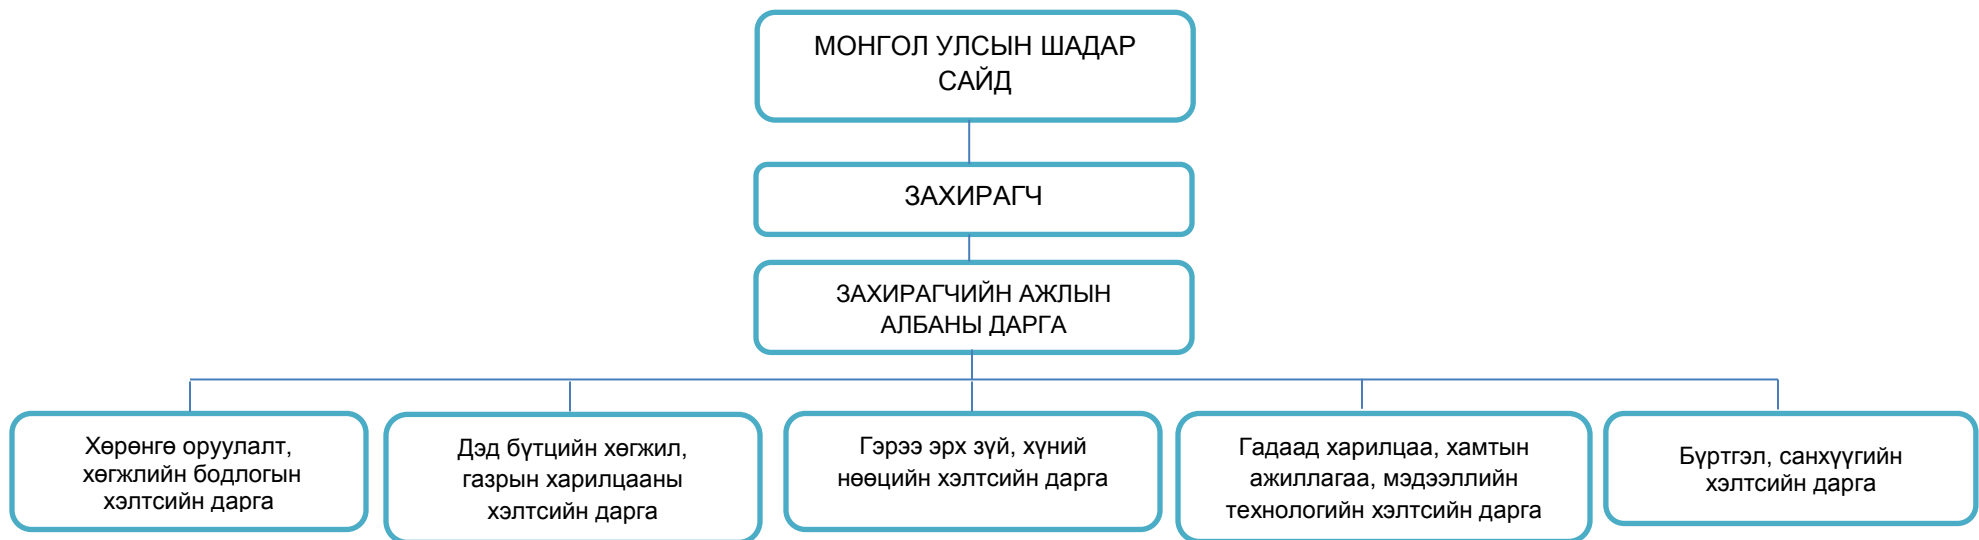 МОНГОЛ УЛСЫН ШАДАР
САЙД
ЗАХИРАГЧ
ЗАХИРАГЧИЙН АЖЛЫН
АЛБАНЫ ДАРГА
Хөрөнгө оруулалт,
хөгжлийн бодлогын
хэлтсийн дарга
Дэд бүтцийн хөгжил,
газрын харилцааны
хэлтсийн дарга
Гэрээ эрх зүй, хүний
нөөцийн хэлтсийн дарга
Гадаад харилцаа, хамтын
ажиллагаа, мэдээллийн
технологийн хэлтсийн дарга
Бүртгэл, санхүүгийн
хэлтсийн дарга